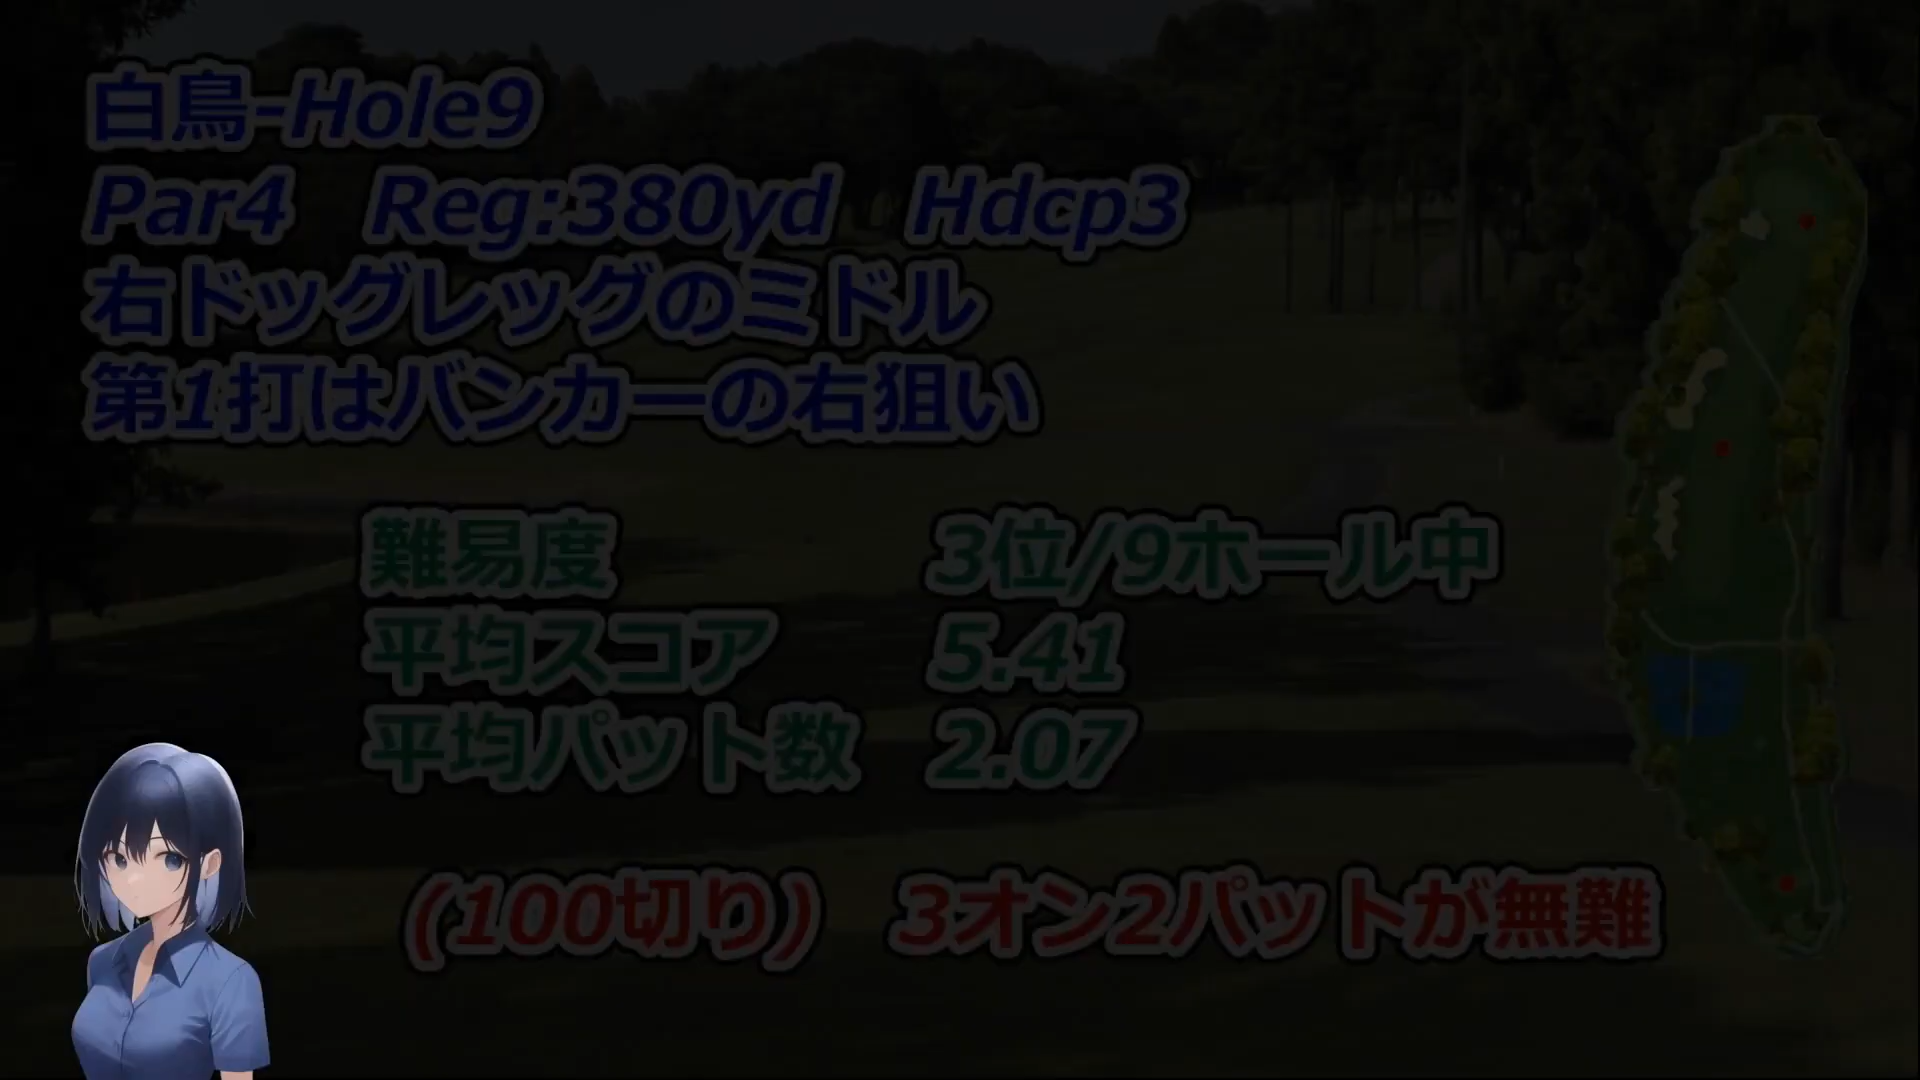 白鳥-Hole9
Par4 Reg:380yd Hdcp3
右ドッグレッグのミドル
第1打はバンカーの右狙い
難易度 3位/9ホール中
平均スコア 5.41
平均パット数 2.07
(100切り) 3オン2パットが無難